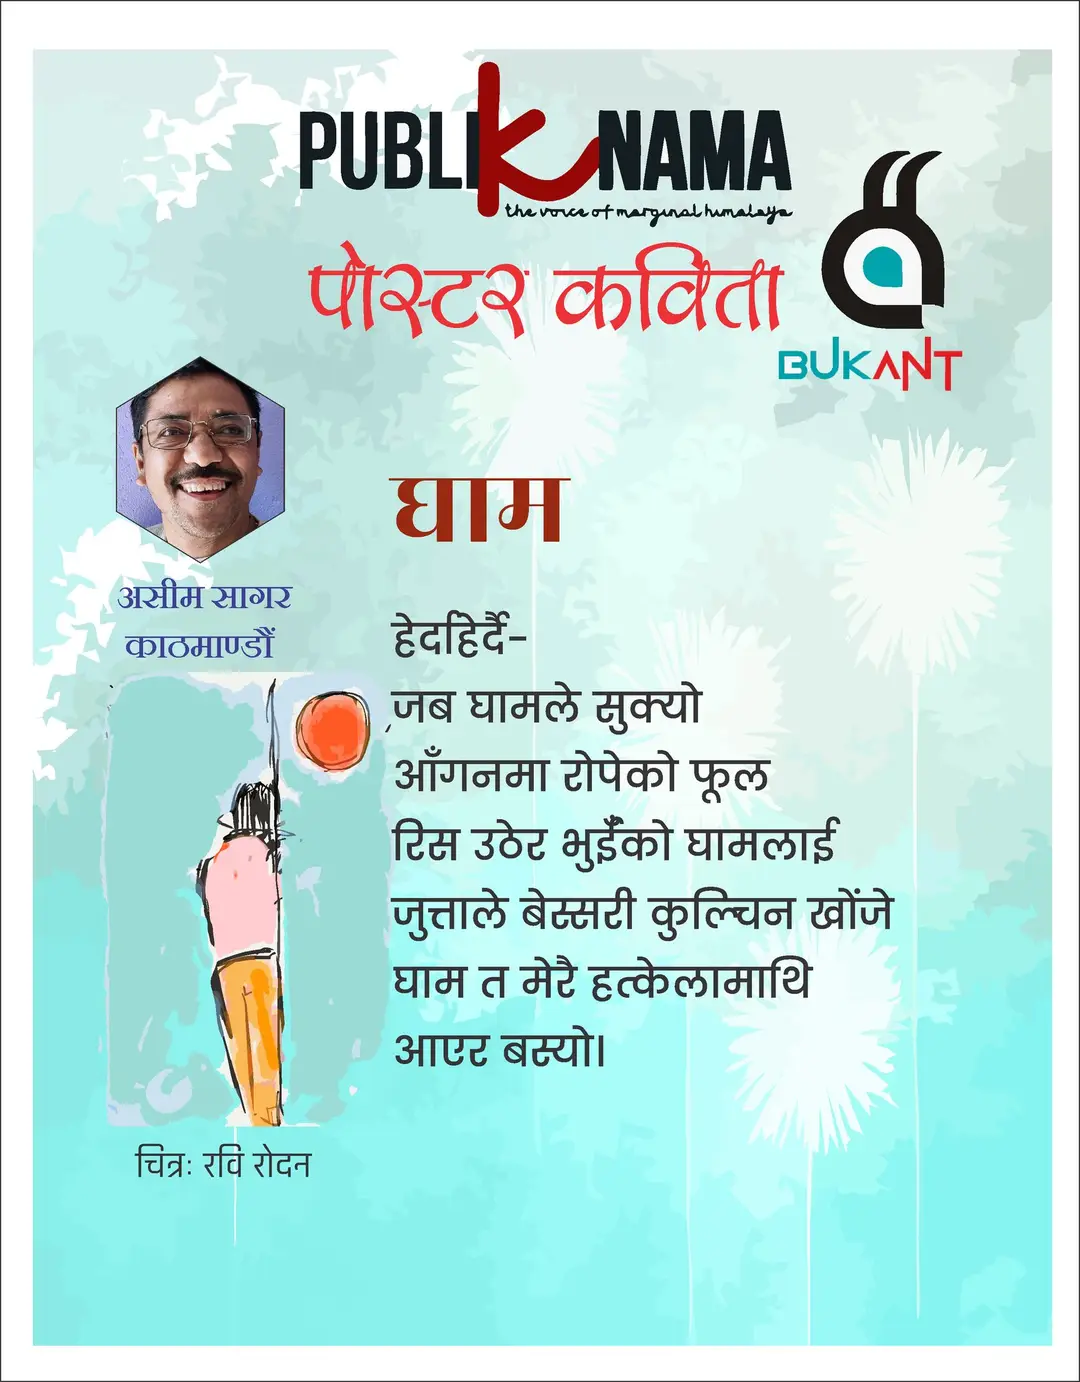 PUBLIKNAMA
the voice of marginal himalaya
पोस्टर कविता
BUKANT
असीम सागर
काठमाण्डौं
घाम
हेर्दाहेर्दै-
जब घामले सुक्यो
आँगनमा रोपेको फूल
रिस उठेर भुइँको घामलाई
जुत्ताले बेस्सरी कुल्चिन खोंजे
घाम त मेरै हत्केलामाथि
आएर बस्यो।
चित्रः रवि रोदन